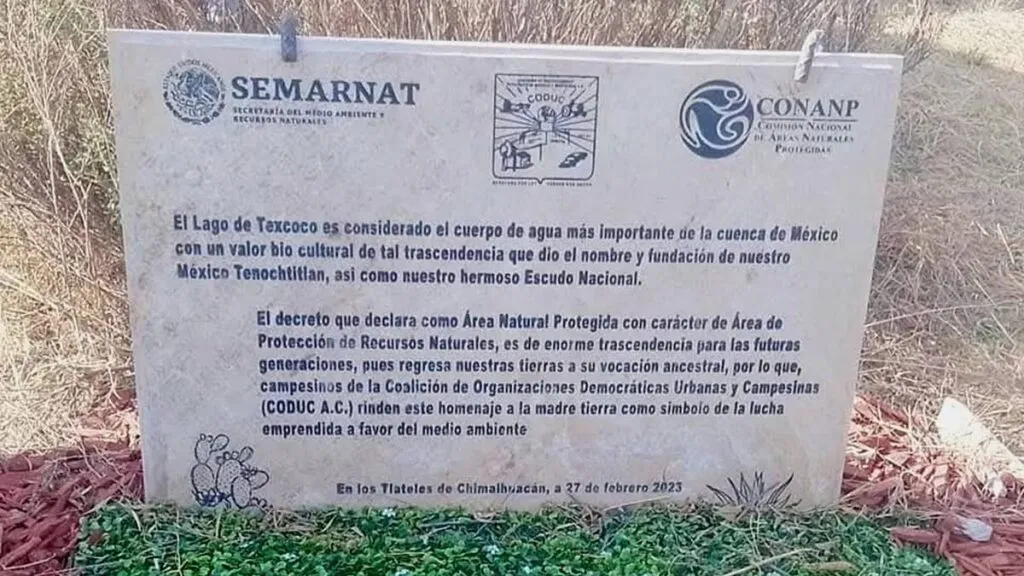 SEMARNAT
SECRETARÍA DEL MEDIO AMBIENTE Y
RECURSOS NATURALES
CODUC
CONANP
COMISIÓN NACIONAL
DE ÁREAS NATURALES
PROTEGIDAS
El Lago de Texcoco es considerado el cuerpo de agua más importante de la cuenca de México
con un valor bio cultural de tal trascendencia que dio el nombre y fundación de nuestro
México Tenochtitlan, asi como nuestro hermoso Escudo Nacional.
El decreto que declara como Área Natural Protegida con carácter de Área de
Protección de Recursos Naturales, es de enorme trascendencia para las futuras
generaciones, pues regresa nuestras tierras a su vocación ancestral, por lo que,
campesinos de la Coalición de Organizaciones Democráticas Urbanas y Campesinas
(CODUC A.C.) rinden este homenaje a la madre tierra como simbolo de la lucha
emprendida a favor del medio ambiente
En los Tlateles de Chimalhuacán, a 27 de febrero 2023